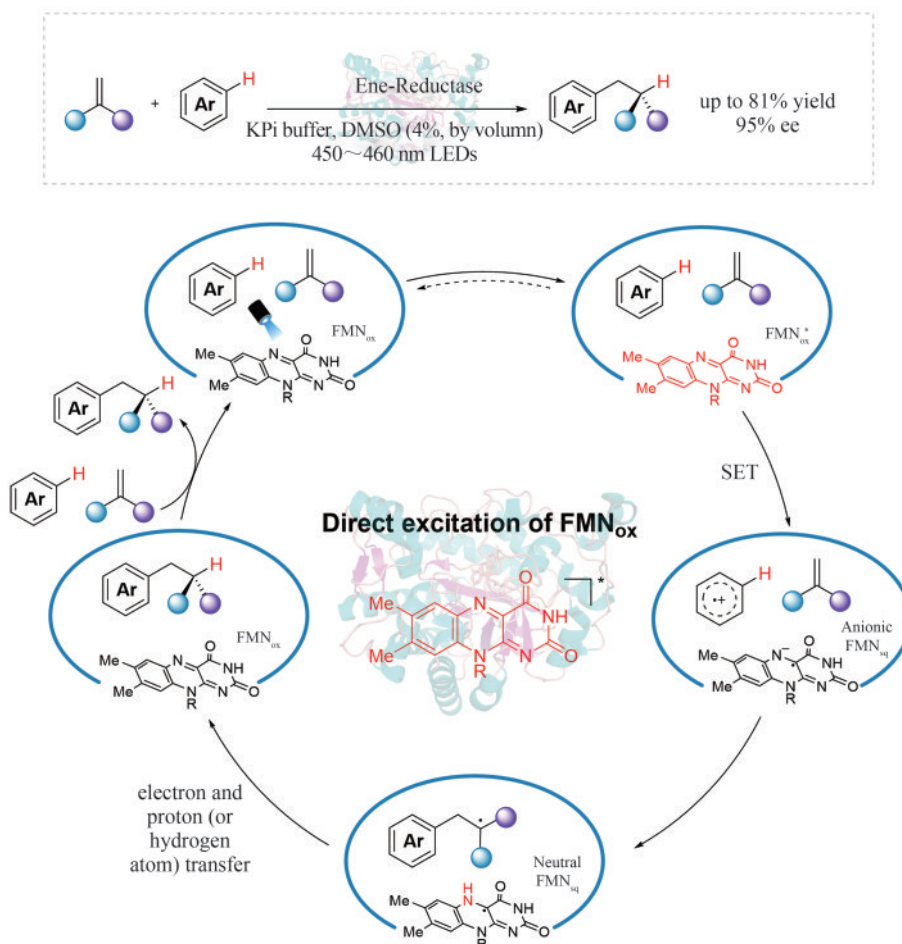 H
Ar
+
Ene-Reductase
KPi buffer, DMSO (4%, by volumn)
450～460 nm LEDs
Ar
H
up to 81% yield
95% ee
Ar
H
FMNox
Me
Me
N
N
R
N
O
NH
O
Ar
H
FMNox*
Me
Me
N
N
R
N
O
NH
O
SET
Ar
H
Ar
H
Direct excitation of FMNox
Me
Me
N
N
R
N
O
NH
O
*
H
•+
Anionic
FMNsq
Me
Me
N−
N
R
N
O
NH
O
Ar
H
FMNox
Me
Me
N
N
R
N
O
NH
O
electron and
proton (or
hydrogen
atom) transfer
Ar
Neutral
FMNsq
Me
Me
H
N
N
R
N
O
NH
O